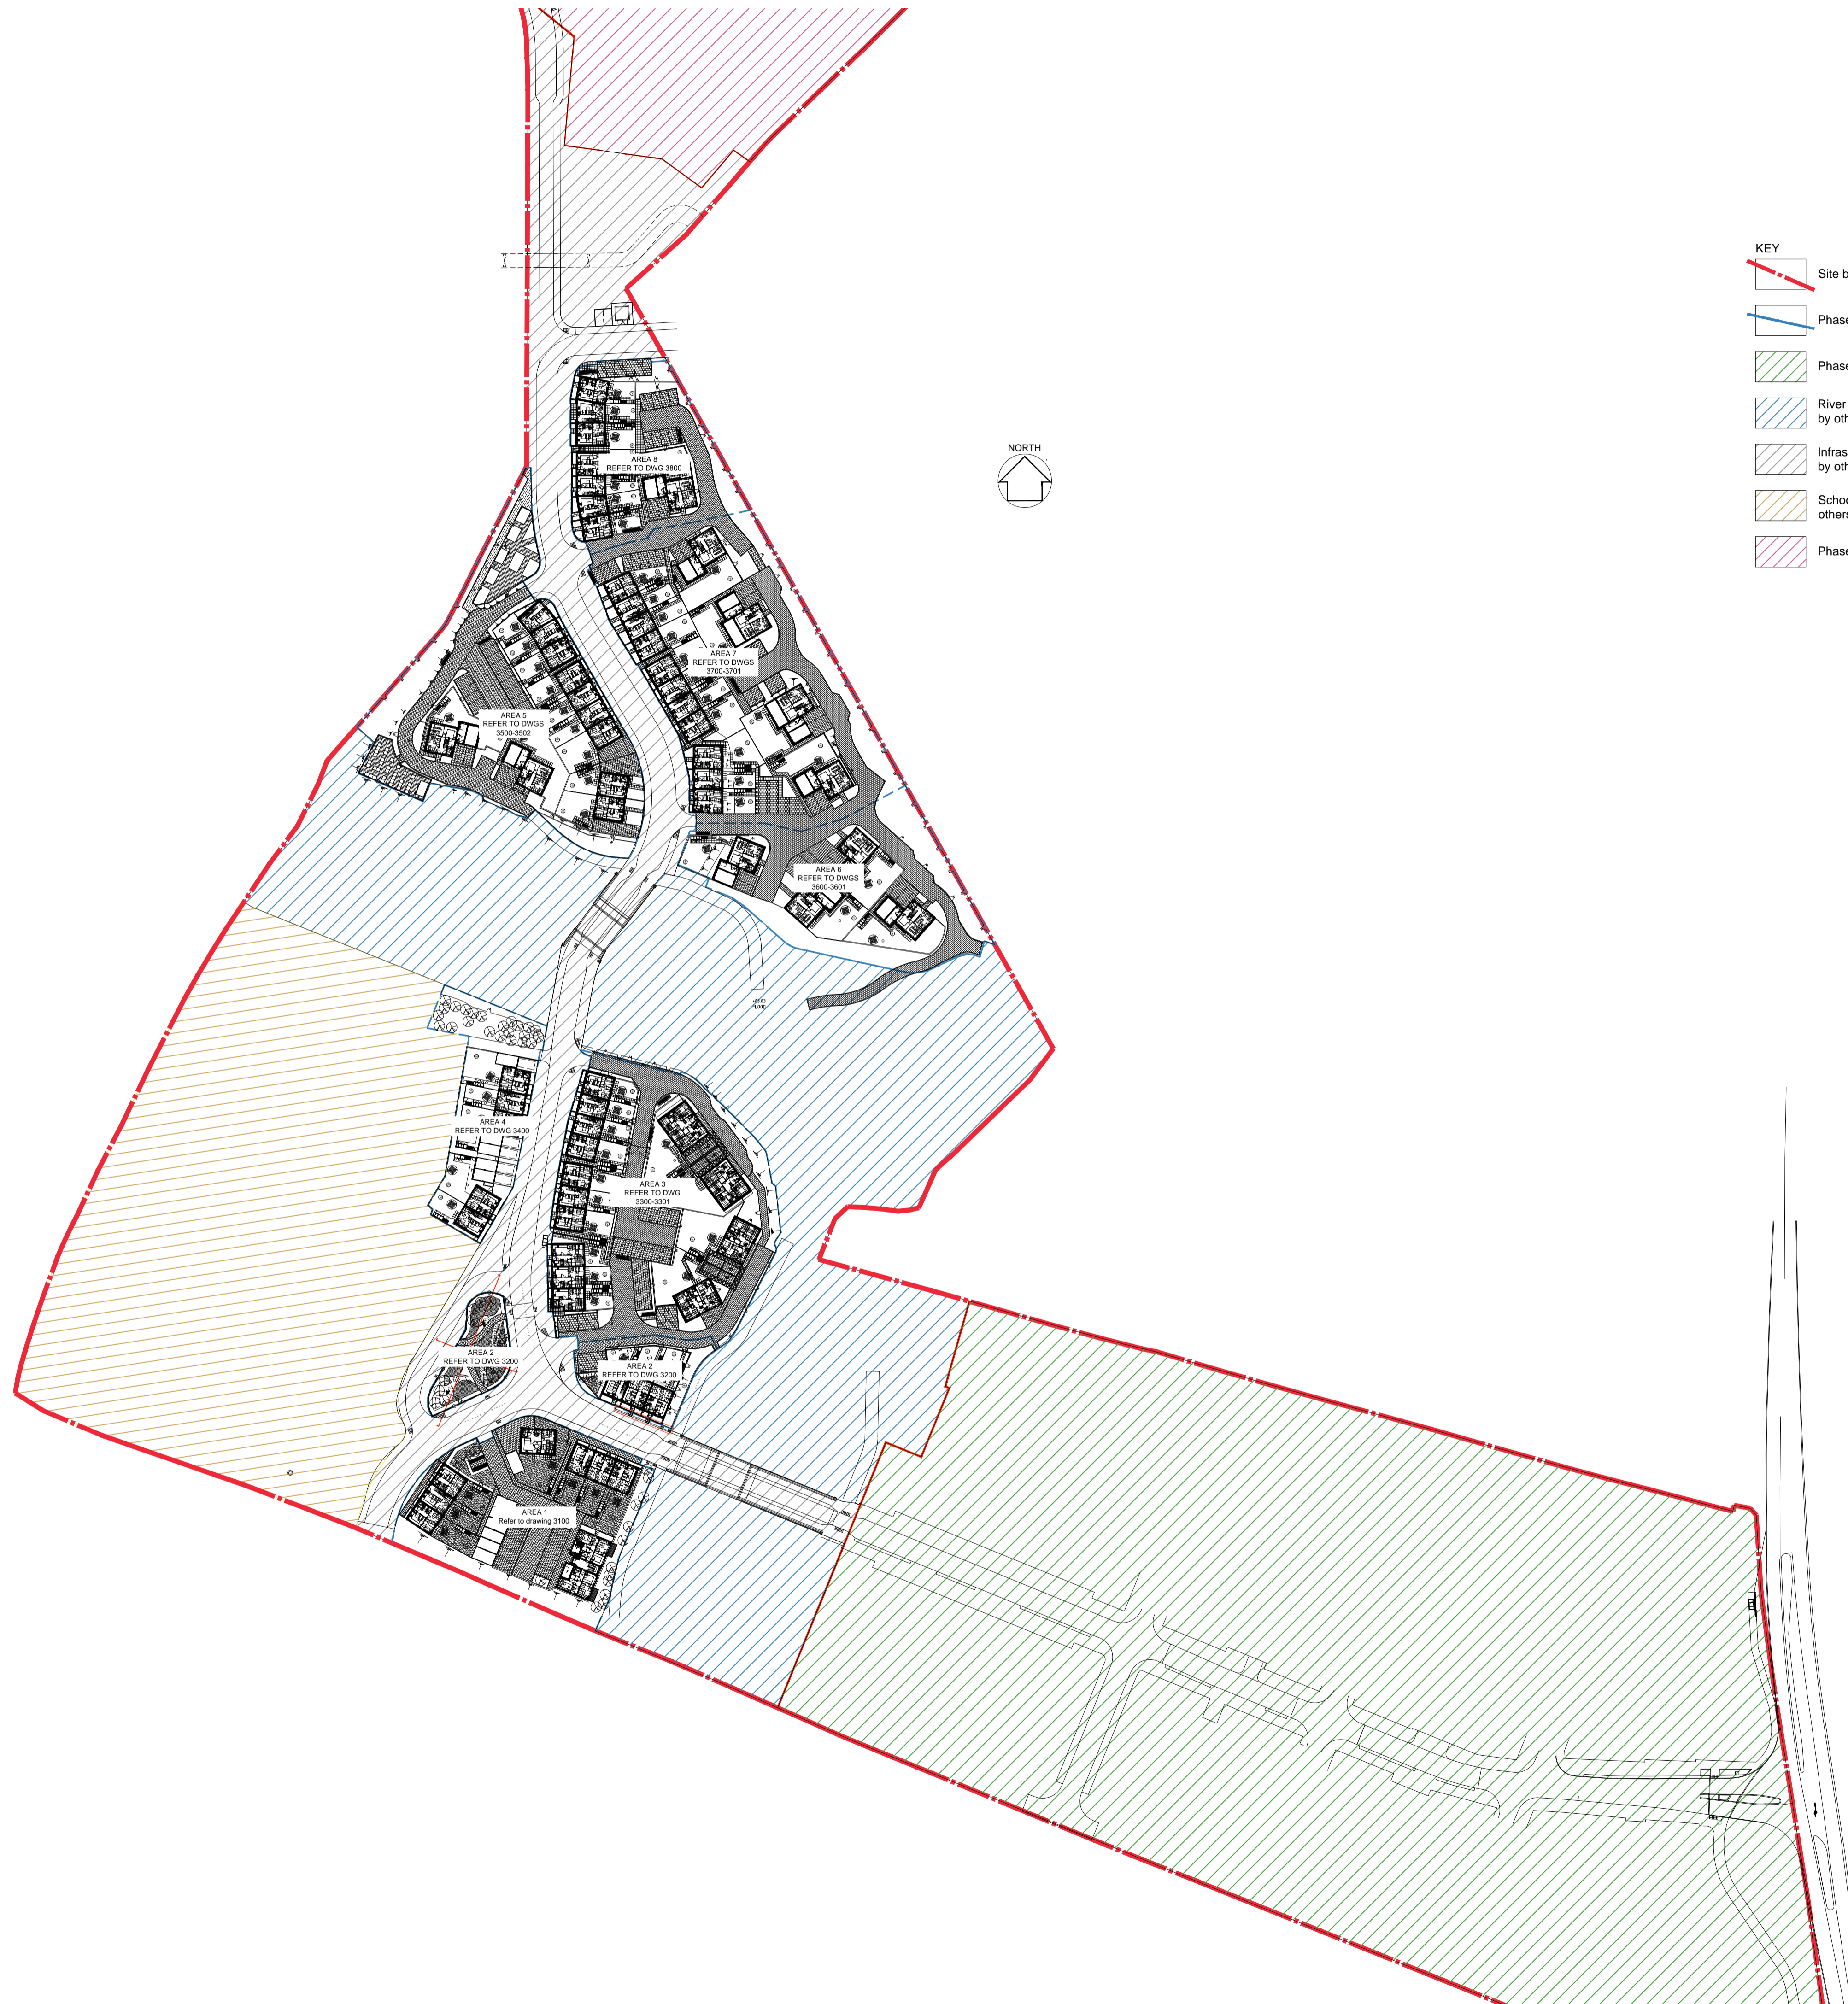 KEY
Site b
Phase
Phase
River
by oth
Infras
by oth
Schoo
others
Phase
NORTH
AREA 8
REFER TO DWG 3800
AREA 7
REFER TO DWGS
3700-3701
AREA 5
REFER TO DWGS
3500-3502
AREA 6
REFER TO DWGS
3600-3601
AREA 4
REFER TO DWG 3400
AREA 3
REFER TO DWG
3300-3301
AREA 2
REFER TO DWG 3200
AREA 2
REFER TO DWG 3200
AREA 1
Refer to drawing 3100